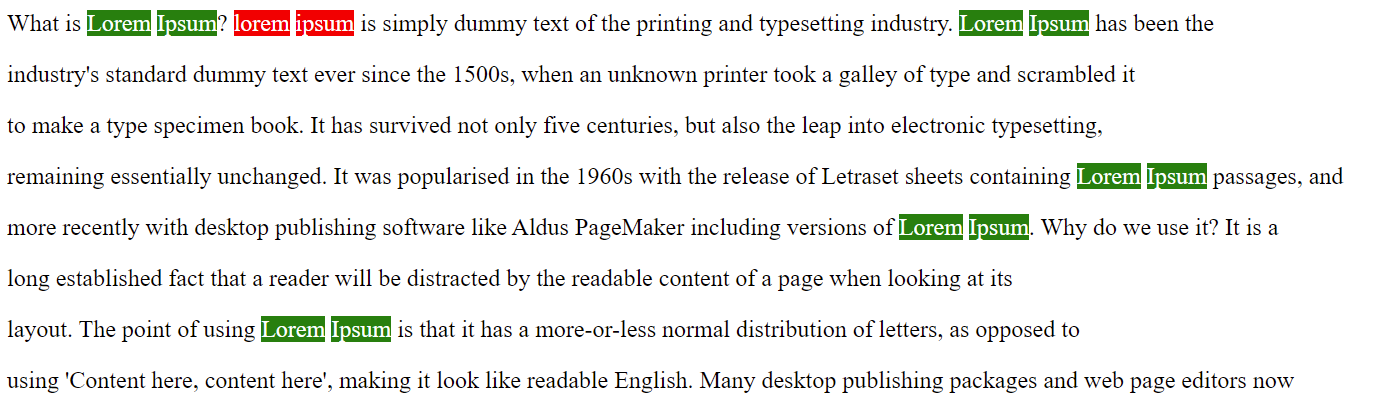 What is Lorem Ipsum? lorem ipsum is simply dummy text of the printing and typesetting industry. Lorem Ipsum has been the
industry's standard dummy text ever since the 1500s, when an unknown printer took a galley of type and scrambled it
to make a type specimen book. It has survived not only five centuries, but also the leap into electronic typesetting,
remaining essentially unchanged. It was popularised in the 1960s with the release of Letraset sheets containing Lorem Ipsum passages, and
more recently with desktop publishing software like Aldus PageMaker including versions of Lorem Ipsum. Why do we use it? It is a
long established fact that a reader will be distracted by the readable content of a page when looking at its
layout. The point of using Lorem Ipsum is that it has a more-or-less normal distribution of letters, as opposed to
using 'Content here, content here', making it look like readable English. Many desktop publishing packages and web page editors now